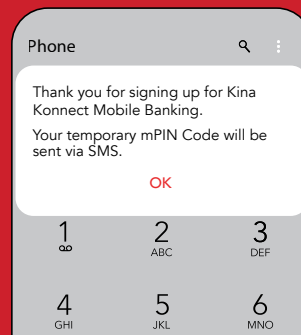 Phone
Thank you for signing up for Kina
Konnect Mobile Banking.
Your temporary mPIN Code will be
sent via SMS.
OK
1 2 3
ABC DEF
4 5 6
GHI JKL MNO